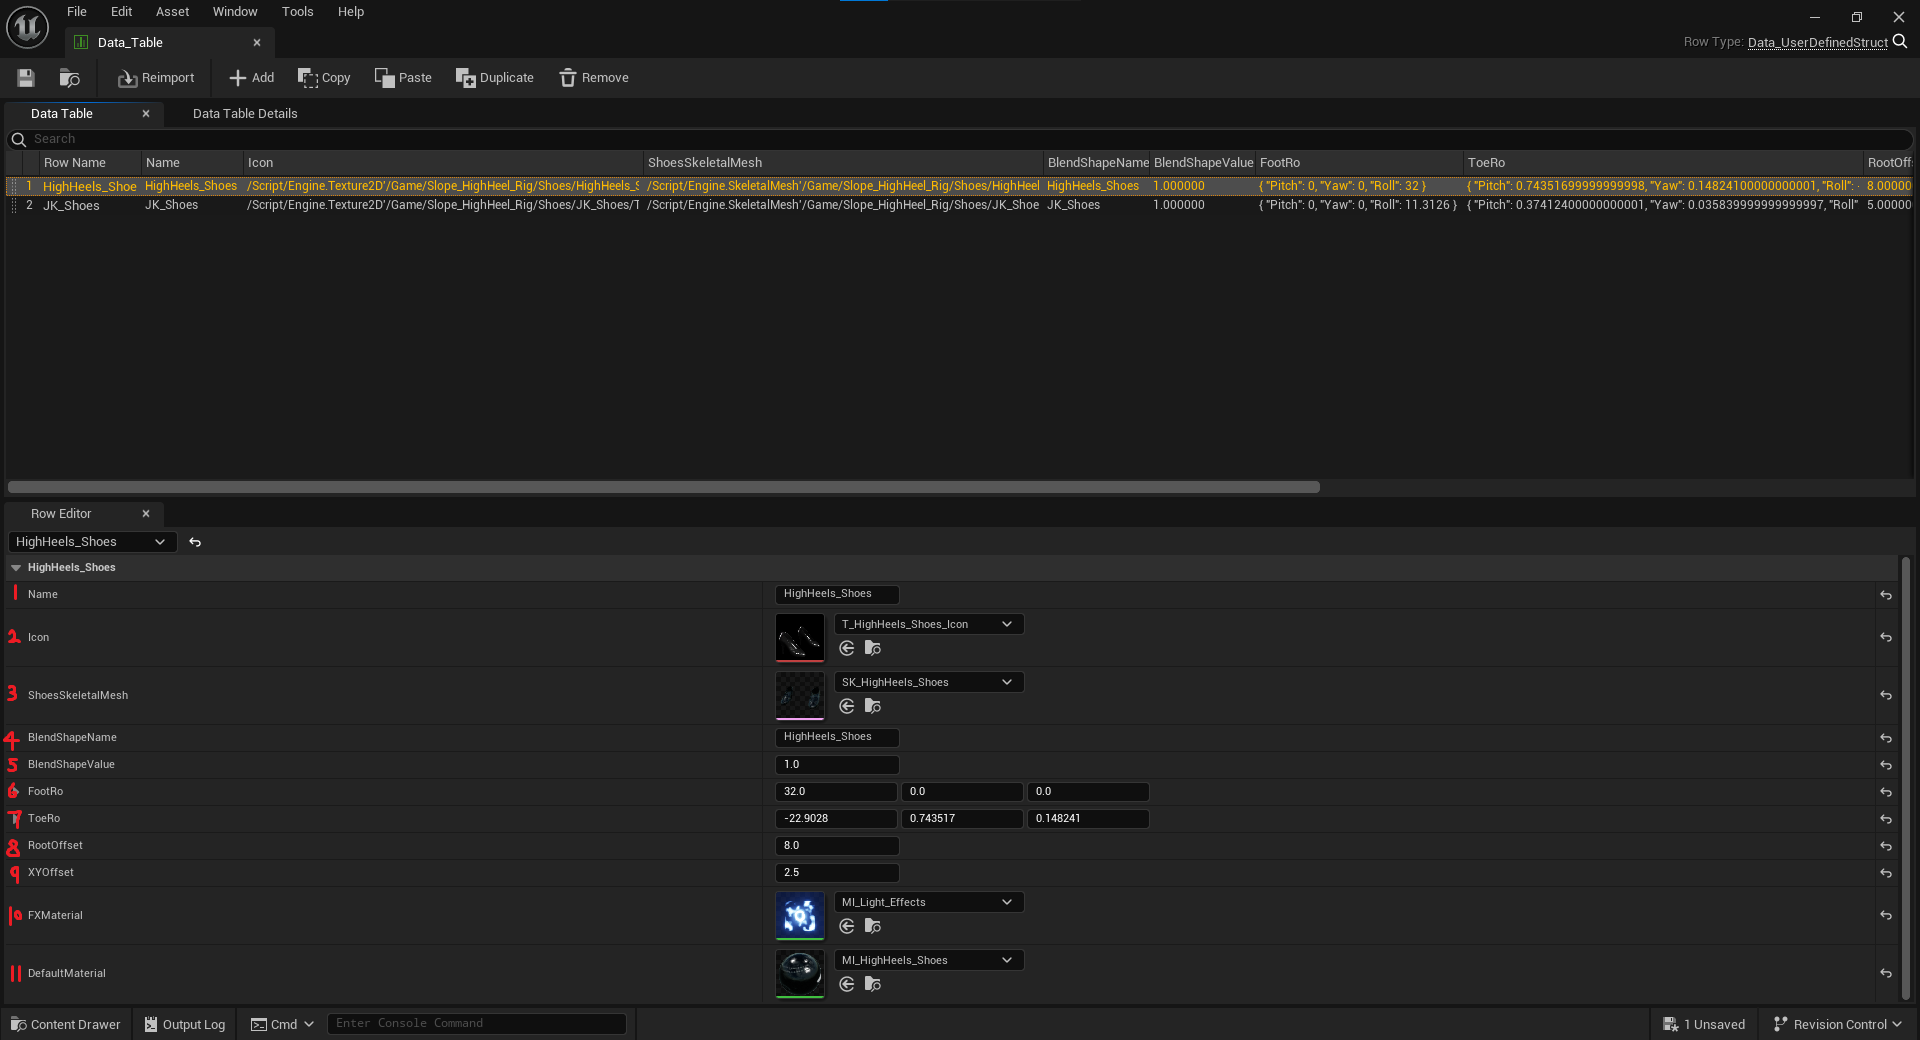 File Edit Asset Window Tools Help
Data_Table
Row Type: Data_UserDefinedStruct
Reimport Add Copy Paste Duplicate Remove
Data Table Data Table Details
Search
Row Name Name Icon ShoesSkeletalMesh BlendShapeName BlendShapeValue FootRo ToeRo RootOff
1 HighHeels_Shoe HighHeels_Shoes /Script/Engine.Texture2D'/Game/Slope_HighHeel_Rig/Shoes/HighHeels_S /Script/Engine.SkeletalMesh'/Game/Slope_HighHeel_Rig/Shoes/HighHeel HighHeels_Shoes 1.000000 { "Pitch": 0, "Yaw": 0, "Roll": 32 } { "Pitch": 0.74351699999999998, "Yaw": 0.14824100000000001, "Roll": - 8.00000
2 JK_Shoes JK_Shoes /Script/Engine.Texture2D'/Game/Slope_HighHeel_Rig/Shoes/JK_Shoes/T /Script/Engine.SkeletalMesh'/Game/Slope_HighHeel_Rig/Shoes/JK_Shoe JK_Shoes 1.000000 { "Pitch": 0, "Yaw": 0, "Roll": 11.3126 } { "Pitch": 0.37412400000000001, "Yaw": 0.035839999999999997, "Roll" 5.00000
Row Editor
HighHeels_Shoes
HighHeels_Shoes
1 Name HighHeels_Shoes
2 Icon T_HighHeels_Shoes_Icon
3 ShoesSkeletalMesh SK_HighHeels_Shoes
4 BlendShapeName HighHeels_Shoes
5 BlendShapeValue 1.0
6 FootRo 32.0 0.0 0.0
7 ToeRo -22.9028 0.743517 0.148241
8 RootOffset 8.0
9 XYOffset 2.5
10 FXMaterial MI_Light_Effects
11 DefaultMaterial MI_HighHeels_Shoes
Content Drawer Output Log Cmd Enter Console Command 1 Unsaved Revision Control